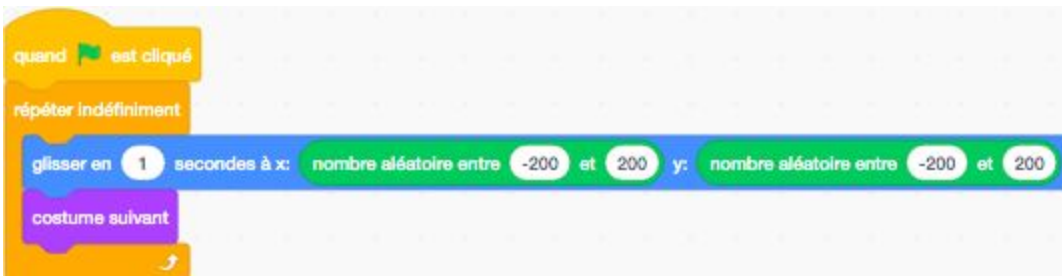 quand est cliqué
répéter indéfiniment
glisser en 1 secondes à x: nombre aléatoire entre -200 et 200 y: nombre aléatoire entre -200 et 200
costume suivant